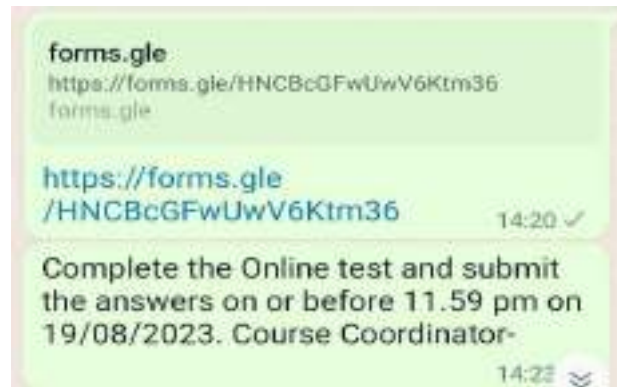 forms.gle
https://forms.gle/HNCBcGFwUwV6Ktm36
forms.gle
https://forms.gle
/HNCBcGFwUwV6Ktm36
14:20
Complete the Online test and submit
the answers on or before 11.59 pm on
19/08/2023. Course Coordinator-